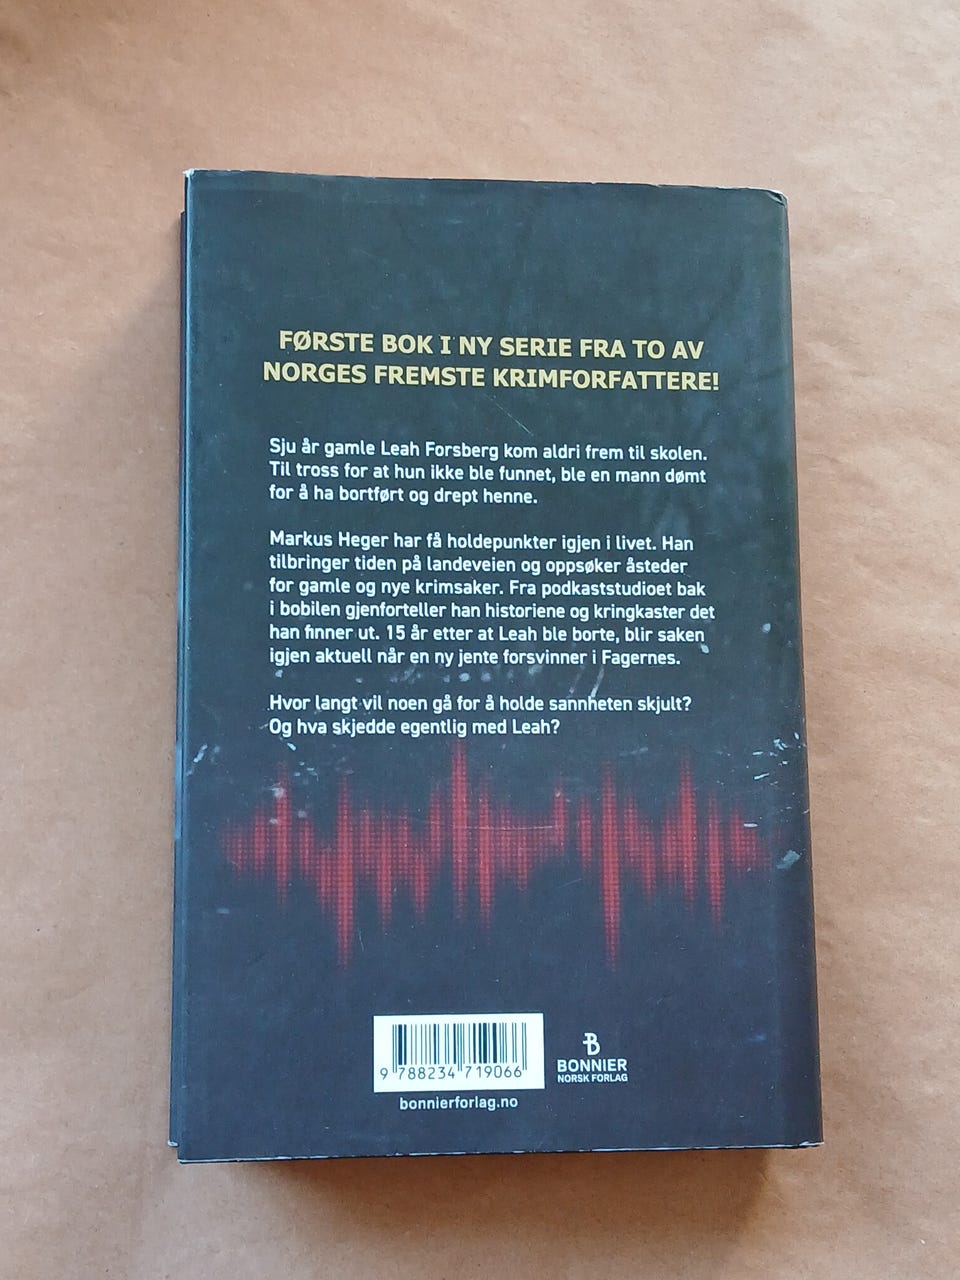 FØRSTE BOK I NY SERIE FRA TO AV
NORGES FREMSTE KRIMFORFATTERE!
Sju år gamle Leah Forsberg kom aldri frem til skolen.
Til tross for at hun ikke ble funnet, ble en mann dømt
for å ha bortført og drept henne.
Markus Heger har få holdepunkter igjen i livet. Han
tilbringer tiden på landeveien og oppsøker åsteder
for gamle og nye krimsaker. Fra podkaststudioet bak
i bobilen gjenforteller han historiene og kringkaster det
han finner ut. 15 år etter at Leah ble borte, blir saken
igjen aktuell når en ny jente forsvinner i Fagernes.
Hvor langt vil noen gå for å holde sannheten skjult?
Og hva skjedde egentlig med Leah?
9 788234 719066
B
BONNIER
NORSK FORLAG
bonnierforlag.no